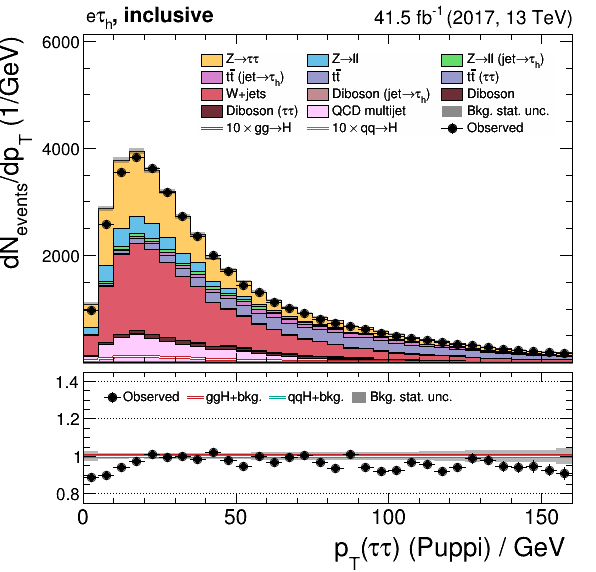 eτh, inclusive 41.5 fb-1 (2017, 13 TeV)
dNevents/dpT (1/GeV)
6000
4000
2000
Z→ττ Z→ll Z→ll (jet→τh)
tt̄ (jet→τh) tt̄ tt̄ (ττ)
W+jets Diboson (jet→τh) Diboson
Diboson (ττ) QCD multijet Bkg. stat. unc.
10 × gg→H 10 × qq→H Observed
1.4
1.2
1
0.8
Observed ggH+bkg. qqH+bkg. Bkg. stat. unc.
0 50 100 150
pT(ττ) (Puppi) / GeV